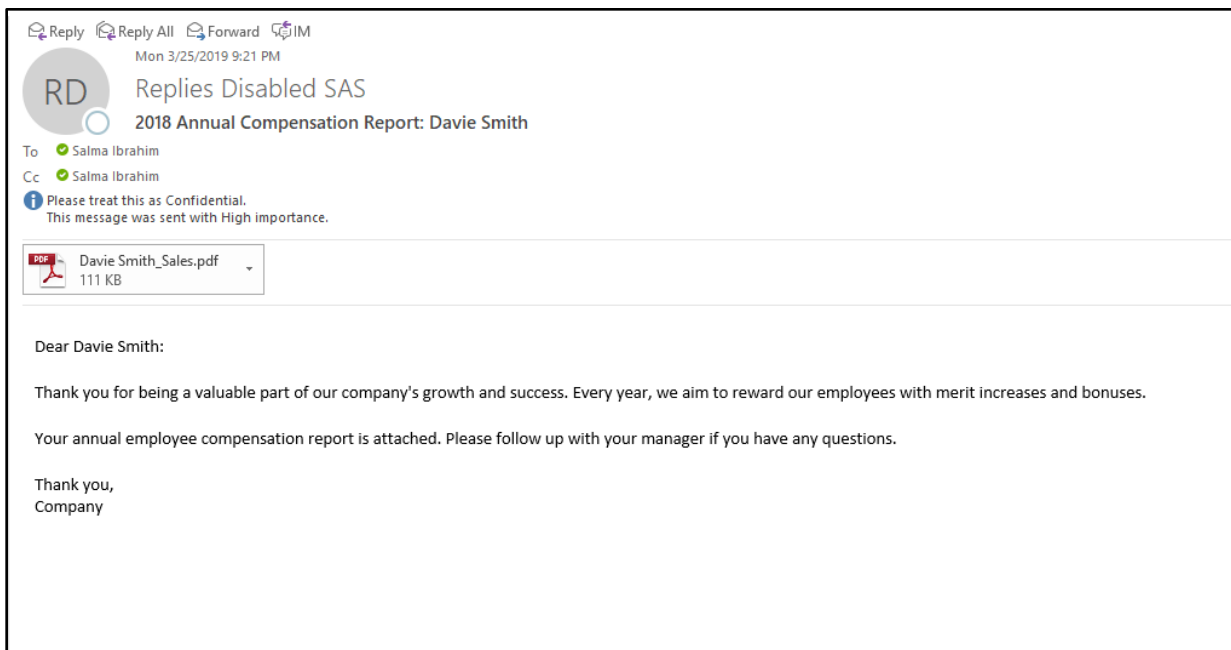 Reply Reply All Forward IM
Mon 3/25/2019 9:21 PM
RD
Replies Disabled SAS
2018 Annual Compensation Report: Davie Smith
To Salma Ibrahim
Cc Salma Ibrahim
Please treat this as Confidential.
This message was sent with High importance.
PDF
Davie Smith_Sales.pdf
111 KB
Dear Davie Smith:
Thank you for being a valuable part of our company's growth and success. Every year, we aim to reward our employees with merit increases and bonuses.
Your annual employee compensation report is attached. Please follow up with your manager if you have any questions.
Thank you,
Company